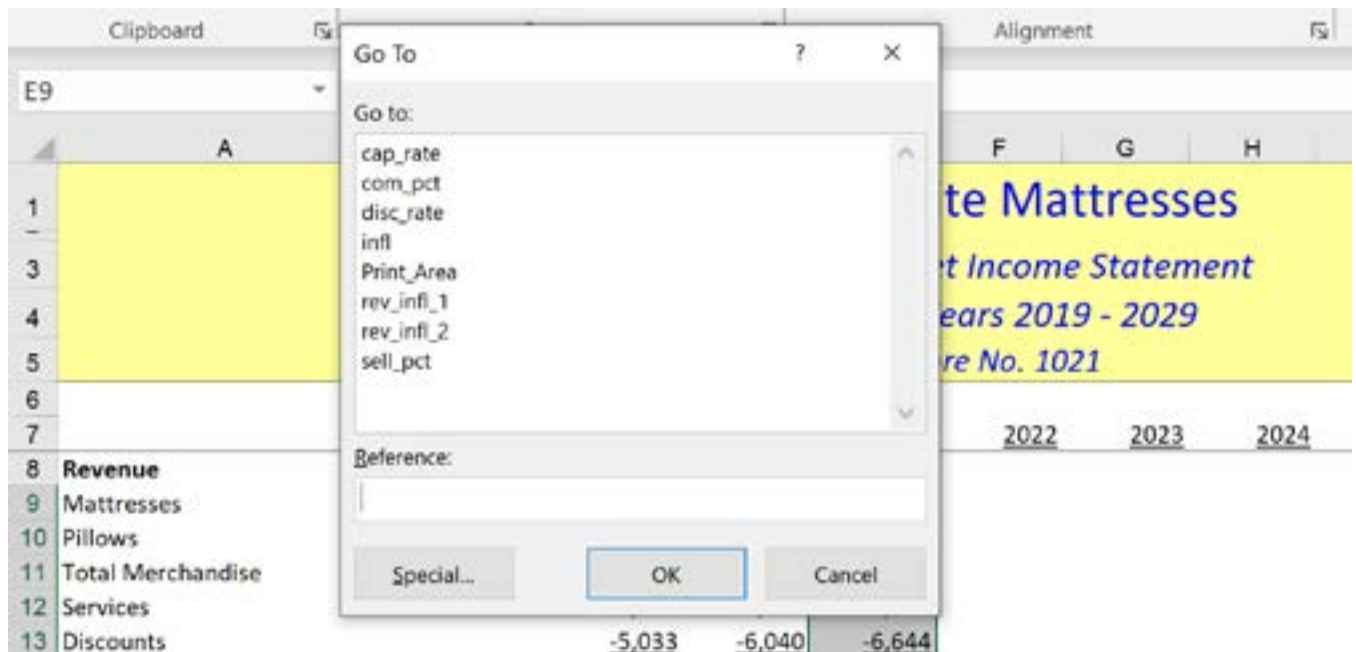 Clipboard
Alignment
Go To ? ×
E9
Go to:
A F G H
cap_rate
com_pct
disc_rate
infl
Print_Area
rev_infl_1
rev_infl_2
sell_pct
1 te Mattresses
3 t Income Statement
4 ears 2019 - 2029
5 re No. 1021
6
7 2022 2023 2024
Reference:
8 Revenue
9 Mattresses
10 Pillows
11 Total Merchandise
Special... OK Cancel
12 Services
13 Discounts -5,033 -6,040 -6,644